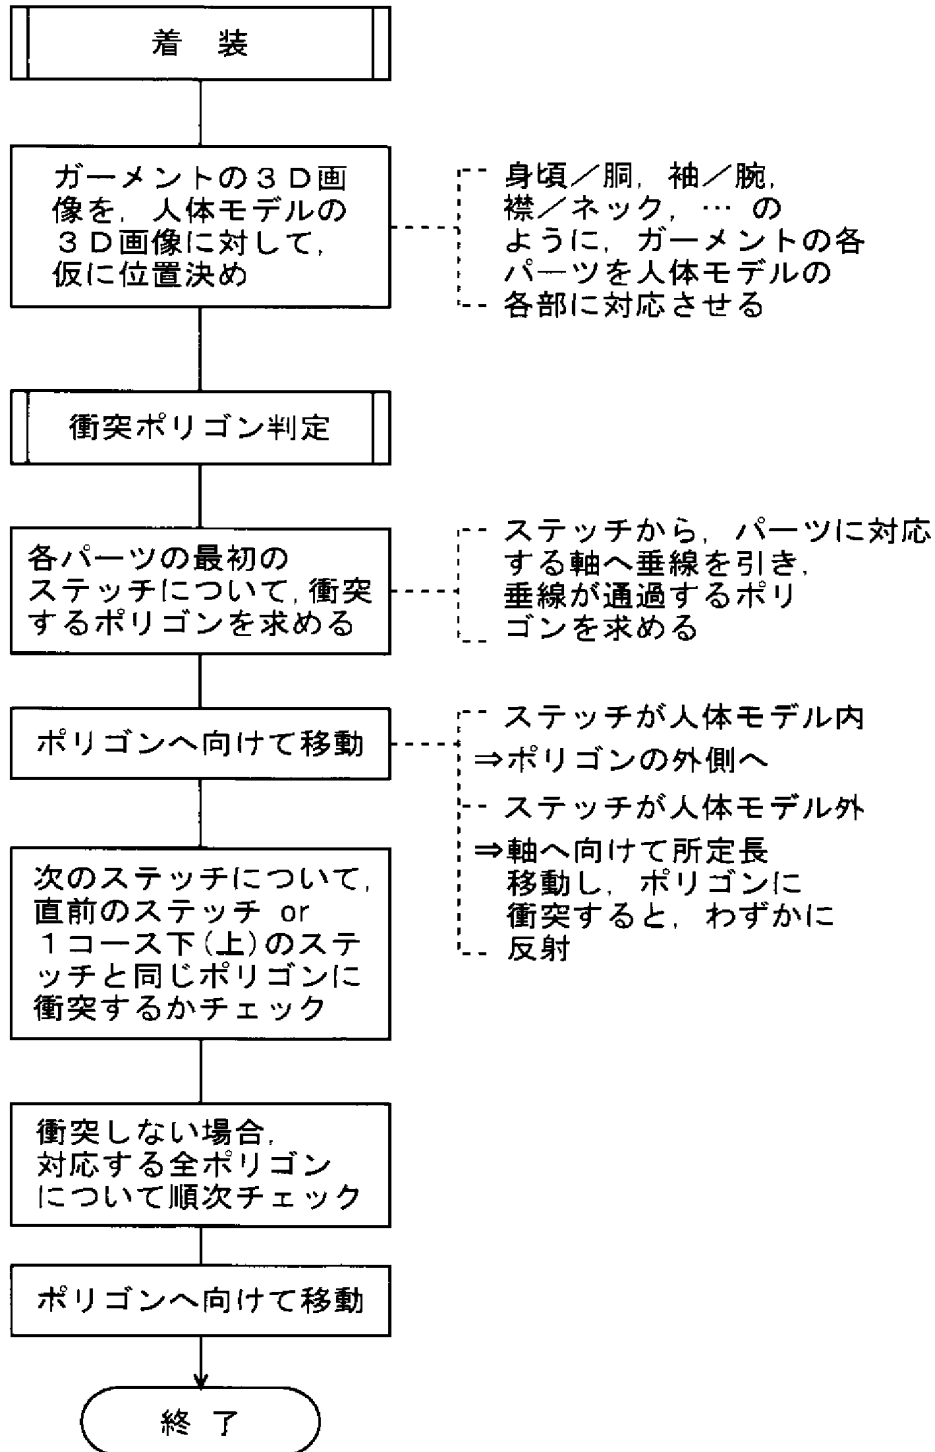 着 装
ガーメントの３Ｄ画
像を, 人体モデルの
３Ｄ画像に対して,
仮に位置決め
身頃／胴, 袖／腕,
襟／ネック, … の
ように, ガーメントの各
パーツを人体モデルの
各部に対応させる
衝突ポリゴン判定
各パーツの最初の
ステッチについて,衝突
するポリゴンを求める
ステッチから, パーツに対応
する軸へ垂線を引き,
垂線が通過するポリ
ゴンを求める
ポリゴンへ向けて移動
ステッチが人体モデル内
⇒ポリゴンの外側へ
ステッチが人体モデル外
⇒軸へ向けて所定長
移動し, ポリゴンに
衝突すると, わずかに
反射
次のステッチについて,
直前のステッチ or
１コース下(上)のステ
ッチと同じポリゴンに
衝突するかチェック
衝突しない場合,
対応する全ポリゴン
について順次チェック
ポリゴンへ向けて移動
終 了